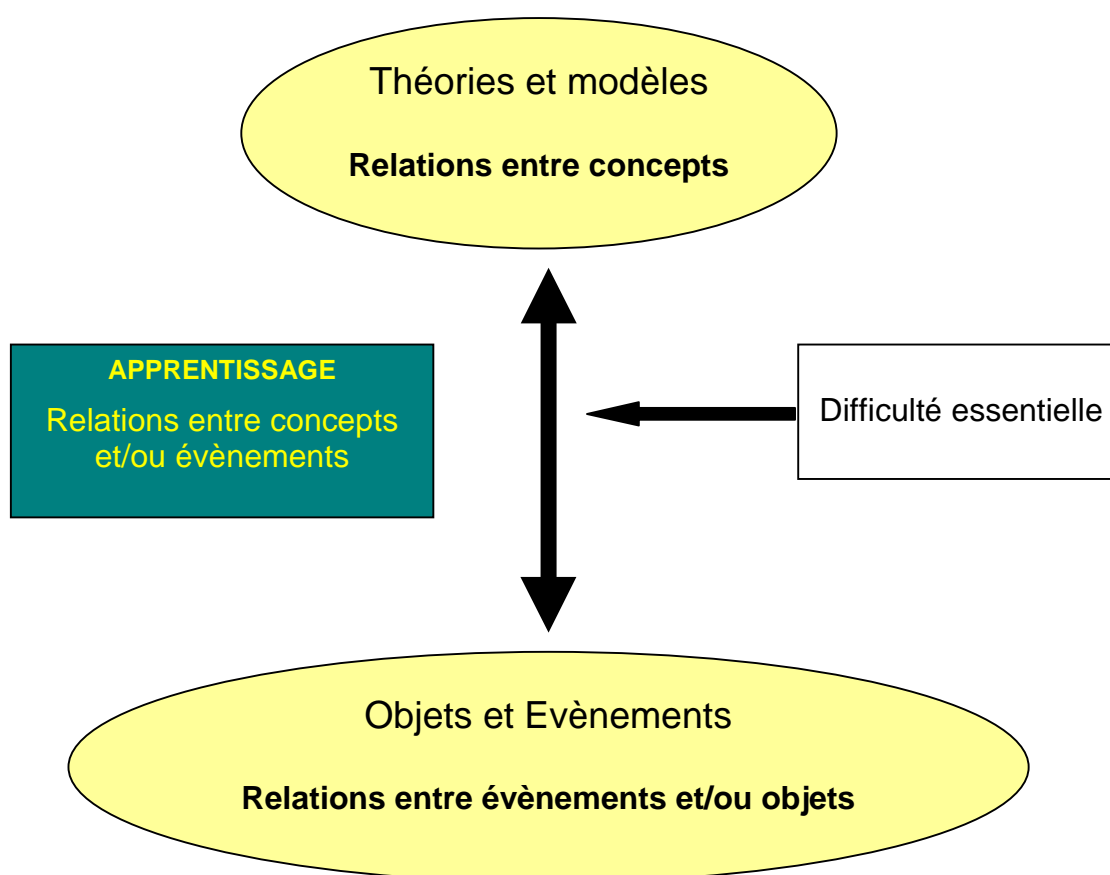 Théories et modèles
Relations entre concepts
APPRENTISSAGE
Relations entre concepts
et/ou évènements
Difficulté essentielle
Objets et Evènements
Relations entre évènements et/ou objets